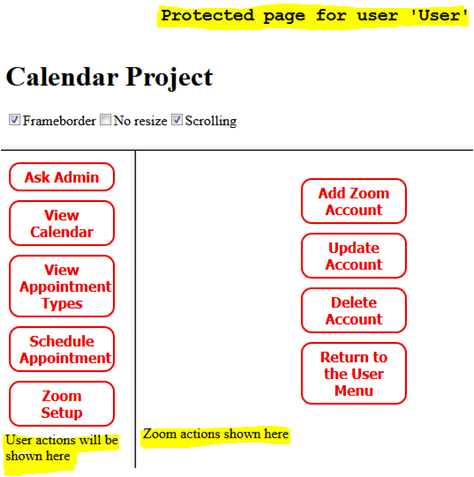 Protected page for user 'User'
Calendar Project
Frameborder No resize Scrolling
Ask Admin
View
Calendar
View
Appointment
Types
Schedule
Appointment
Zoom
Setup
User actions will be
shown here
Add Zoom
Account
Update
Account
Delete
Account
Return to
the User
Menu
Zoom actions shown here